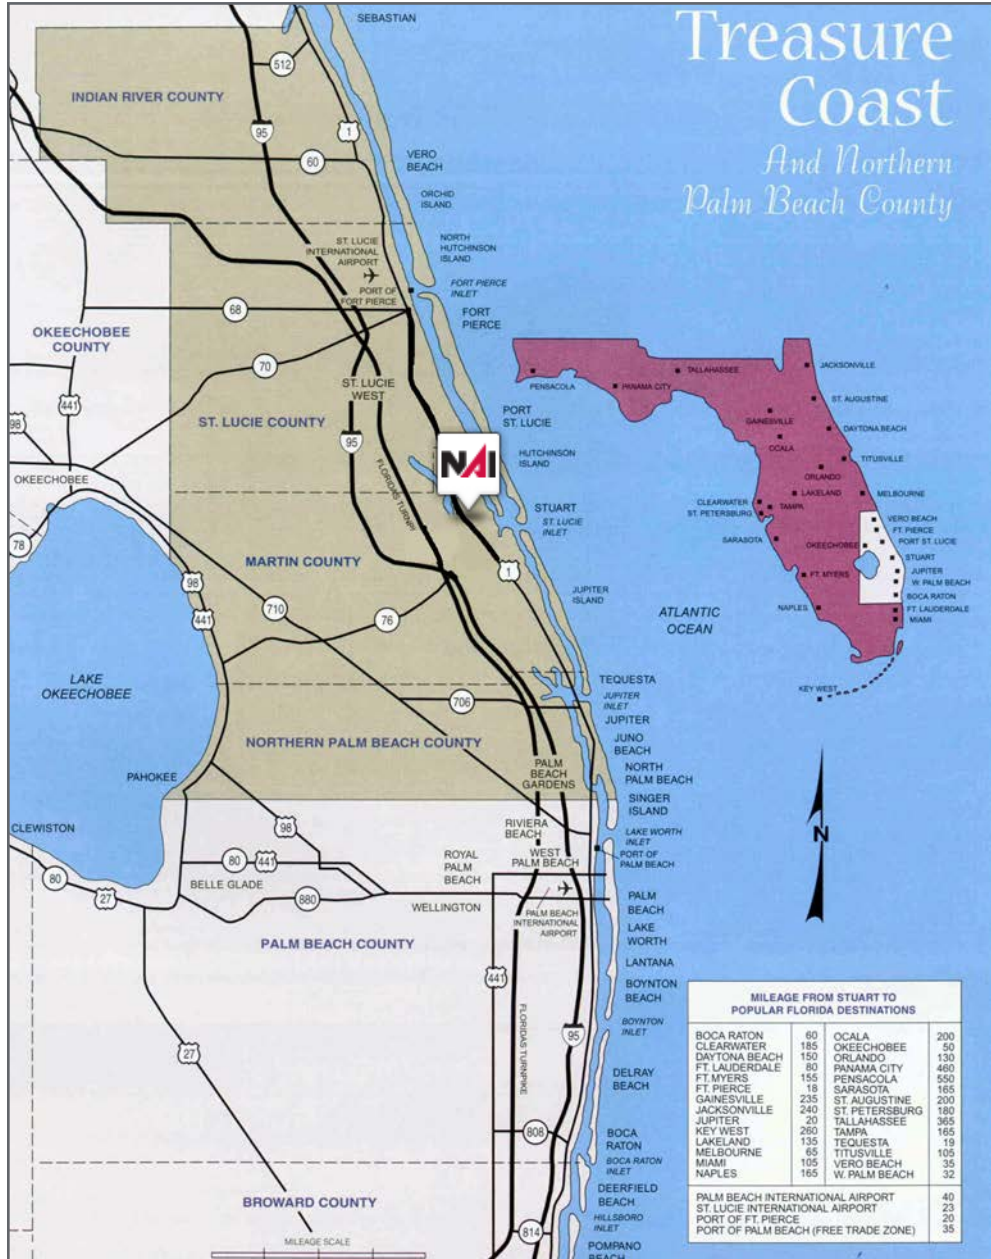 Treasure
Coast
And Northern
Palm Beach County
SEBASTIAN
512
INDIAN RIVER COUNTY
95
1
60
VERO
BEACH
ORCHID
ISLAND
ST. LUCIE
INTERNATIONAL
AIRPORT
NORTH
HUTCHINSON
ISLAND
PORT OF
FORT PIERCE
FORT PIERCE
INLET
68
FORT
PIERCE
OKEECHOBEE
COUNTY
70
ST. LUCIE
WEST
441
98
ST. LUCIE COUNTY
95
PORT
ST. LUCIE
HUTCHINSON
ISLAND
NAI
FLORIDAS TURNPI
OKEECHOBEE
STUART
ST. LUCIE
INLET
78
MARTIN COUNTY
98
1
710
76
441
JUPITER
ISLAND
ATLANTIC
OCEAN
LAKE
OKEECHOBEE
TEQUESTA
JUPITER
INLET
706
JUPITER
NORTHERN PALM BEACH COUNTY
JUNO
BEACH
PAHOKEE
PALM
BEACH
GARDENS
NORTH
PALM BEACH
SINGER
ISLAND
CLEWISTON
98
RIVIERA
BEACH
LAKE WORTH
INLET
PORT OF
PALM BEACH
80
441
ROYAL
PALM
BEACH
WEST
PALM BEACH
80
27
BELLE GLADE
880
WELLINGTON
PALM BEACH
INTERNATIONAL
AIRPORT
PALM
BEACH
PALM BEACH COUNTY
LAKE
WORTH
LANTANA
441
BOYNTON
BEACH
FLORIDAS TURNPIKE
BOYNTON
INLET
95
27
DELRAY
BEACH
808
BOCA
RATON
BOCA RATON
INLET
BROWARD COUNTY
DEERFIELD
BEACH
HILLSBORO
INLET
814
MILEAGE SCALE
POMPANO
BEACH
PENSACOLA
PANAMA CITY
TALLAHASSEE
JACKSONVILLE
ST. AUGUSTINE
GAINESVILLE
DAYTONA BEACH
OCALA
TITUSVILLE
ORLANDO
LAKELAND
MELBOURNE
CLEARWATER
TAMPA
ST. PETERSBURG
VERO BEACH
FT. PIERCE
SARASOTA
PORT ST. LUCIE
OKEECHOBEE
STUART
FT. MYERS
JUPITER
W. PALM BEACH
BOCA RATON
NAPLES
FT. LAUDERDALE
MIAMI
KEY WEST
N
MILEAGE FROM STUART TO
POPULAR FLORIDA DESTINATIONS
BOCA RATON 60 OCALA 200
CLEARWATER 185 OKEECHOBEE 50
DAYTONA BEACH 150 ORLANDO 130
FT. LAUDERDALE 80 PANAMA CITY 460
FT. MYERS 155 PENSACOLA 550
FT. PIERCE 18 SARASOTA 165
GAINESVILLE 235 ST. AUGUSTINE 200
JACKSONVILLE 240 ST. PETERSBURG 180
JUPITER 20 TALLAHASSEE 365
KEY WEST 260 TAMPA 165
LAKELAND 135 TEQUESTA 19
MELBOURNE 65 TITUSVILLE 105
MIAMI 105 VERO BEACH 35
NAPLES 165 W. PALM BEACH 32
PALM BEACH INTERNATIONAL AIRPORT 40
ST. LUCIE INTERNATIONAL AIRPORT 23
PORT OF FT. PIERCE 20
PORT OF PALM BEACH (FREE TRADE ZONE) 35